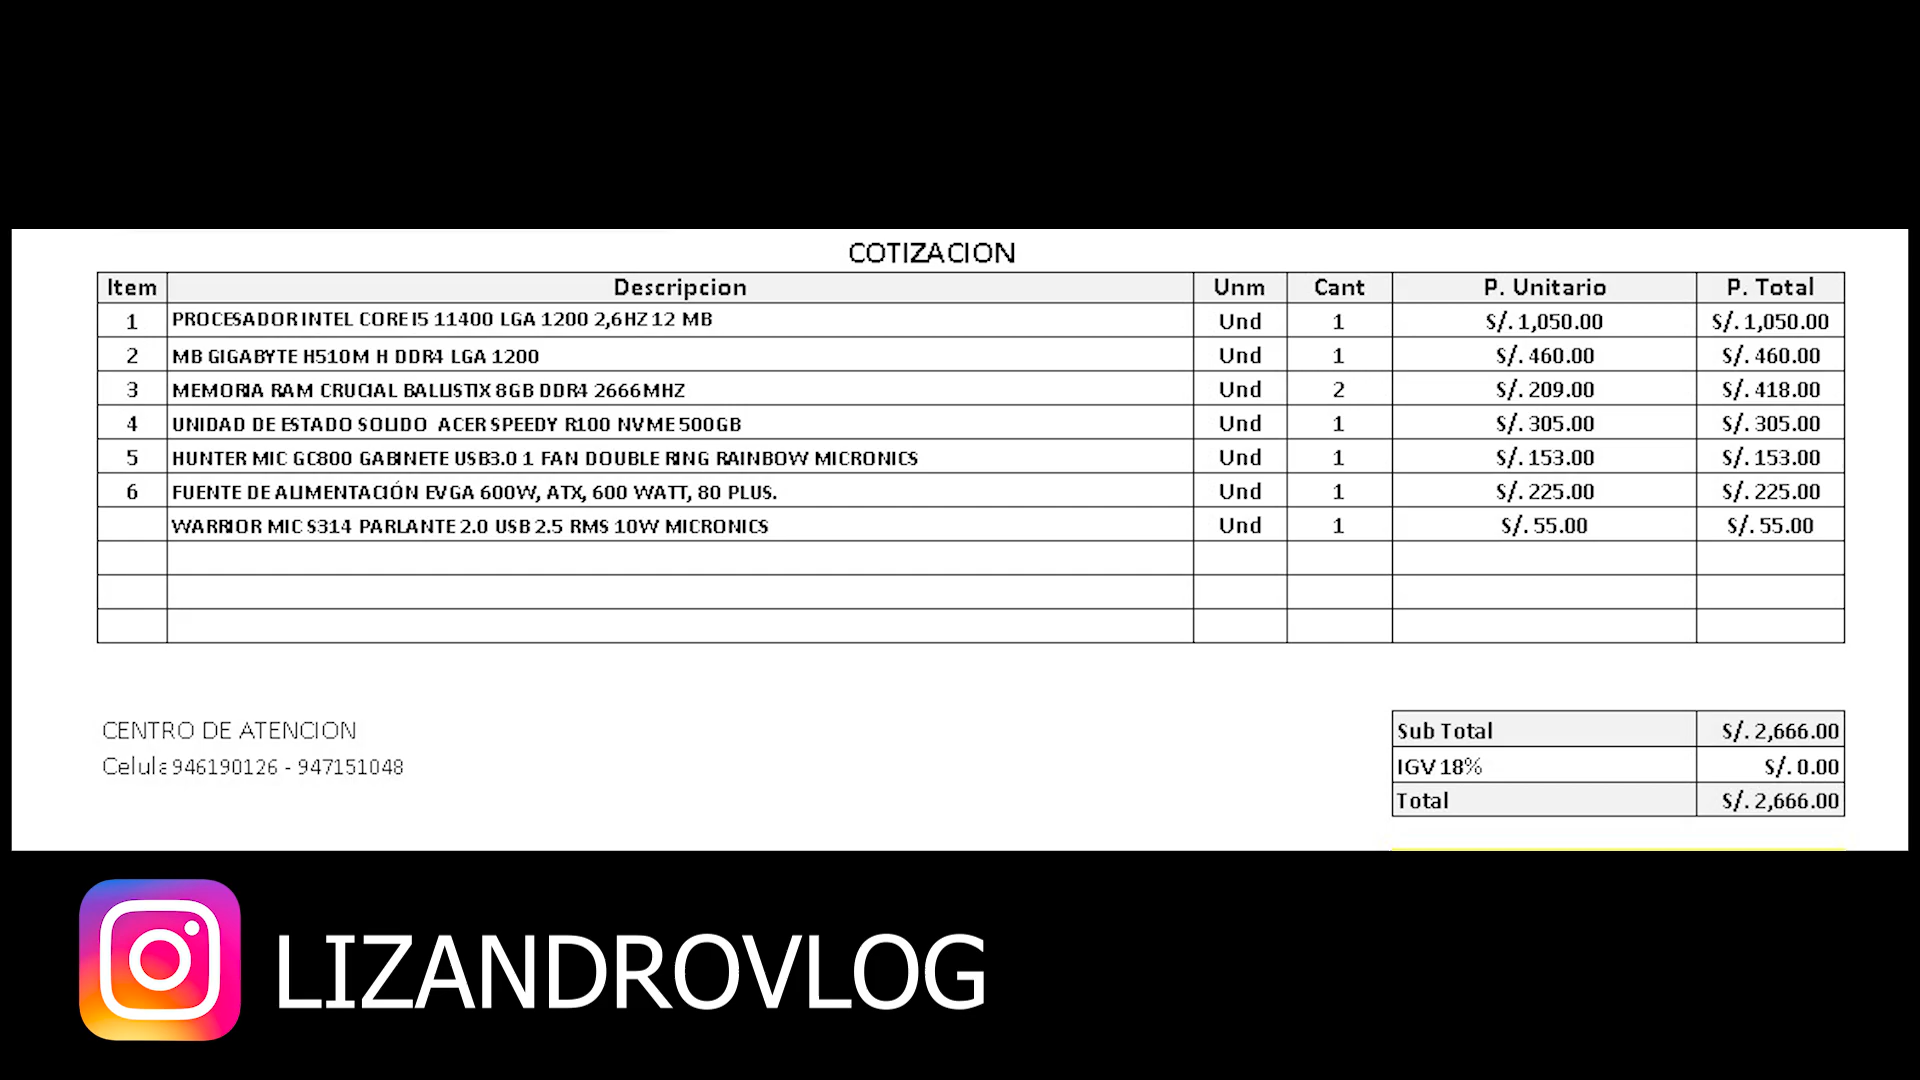 COTIZACION
Item Descripcion Unm Cant P. Unitario P. Total
1 PROCESADOR INTEL CORE I5 11400 LGA 1200 2,6HZ 12 MB Und 1 S/. 1,050.00 S/. 1,050.00
2 MB GIGABYTE H510M H DDR4 LGA 1200 Und 1 S/. 460.00 S/. 460.00
3 MEMORIA RAM CRUCIAL BALLISTIX 8GB DDR4 2666MHZ Und 2 S/. 209.00 S/. 418.00
4 UNIDAD DE ESTADO SOLIDO ACER SPEEDY R100 NVME 500GB Und 1 S/. 305.00 S/. 305.00
5 HUNTER MIC GC800 GABINETE USB3.0 1 FAN DOUBLE RING RAINBOW MICRONICS Und 1 S/. 153.00 S/. 153.00
6 FUENTE DE ALIMENTACIÓN EVGA 600W, ATX, 600 WATT, 80 PLUS. Und 1 S/. 225.00 S/. 225.00
WARRIOR MIC S314 PARLANTE 2.0 USB 2.5 RMS 10W MICRONICS Und 1 S/. 55.00 S/. 55.00
CENTRO DE ATENCION
Celula 946190126 - 947151048
Sub Total S/. 2,666.00
IGV 18% S/. 0.00
Total S/. 2,666.00
LIZANDROVLOG